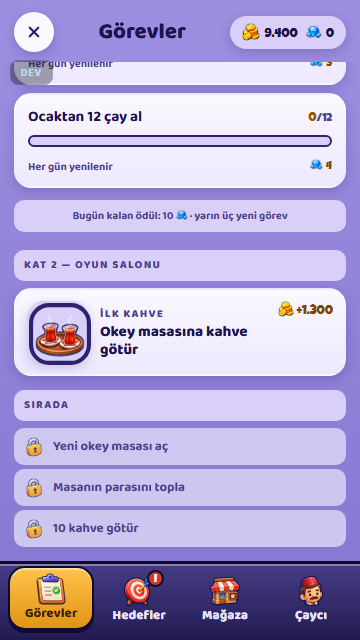 Görevler
9.400 0
Her gün yenilenir 3
DEV
Ocaktan 12 çay al 0/12
Her gün yenilenir 4
Bugün kalan ödül: 10 · yarın üç yeni görev
KAT 2 — OYUN SALONU
İLK KAHVE +1.300
Okey masasına kahve
götür
SIRADA
Yeni okey masası aç
Masanın parasını topla
10 kahve götür
Görevler Hedefler Mağaza Çaycı